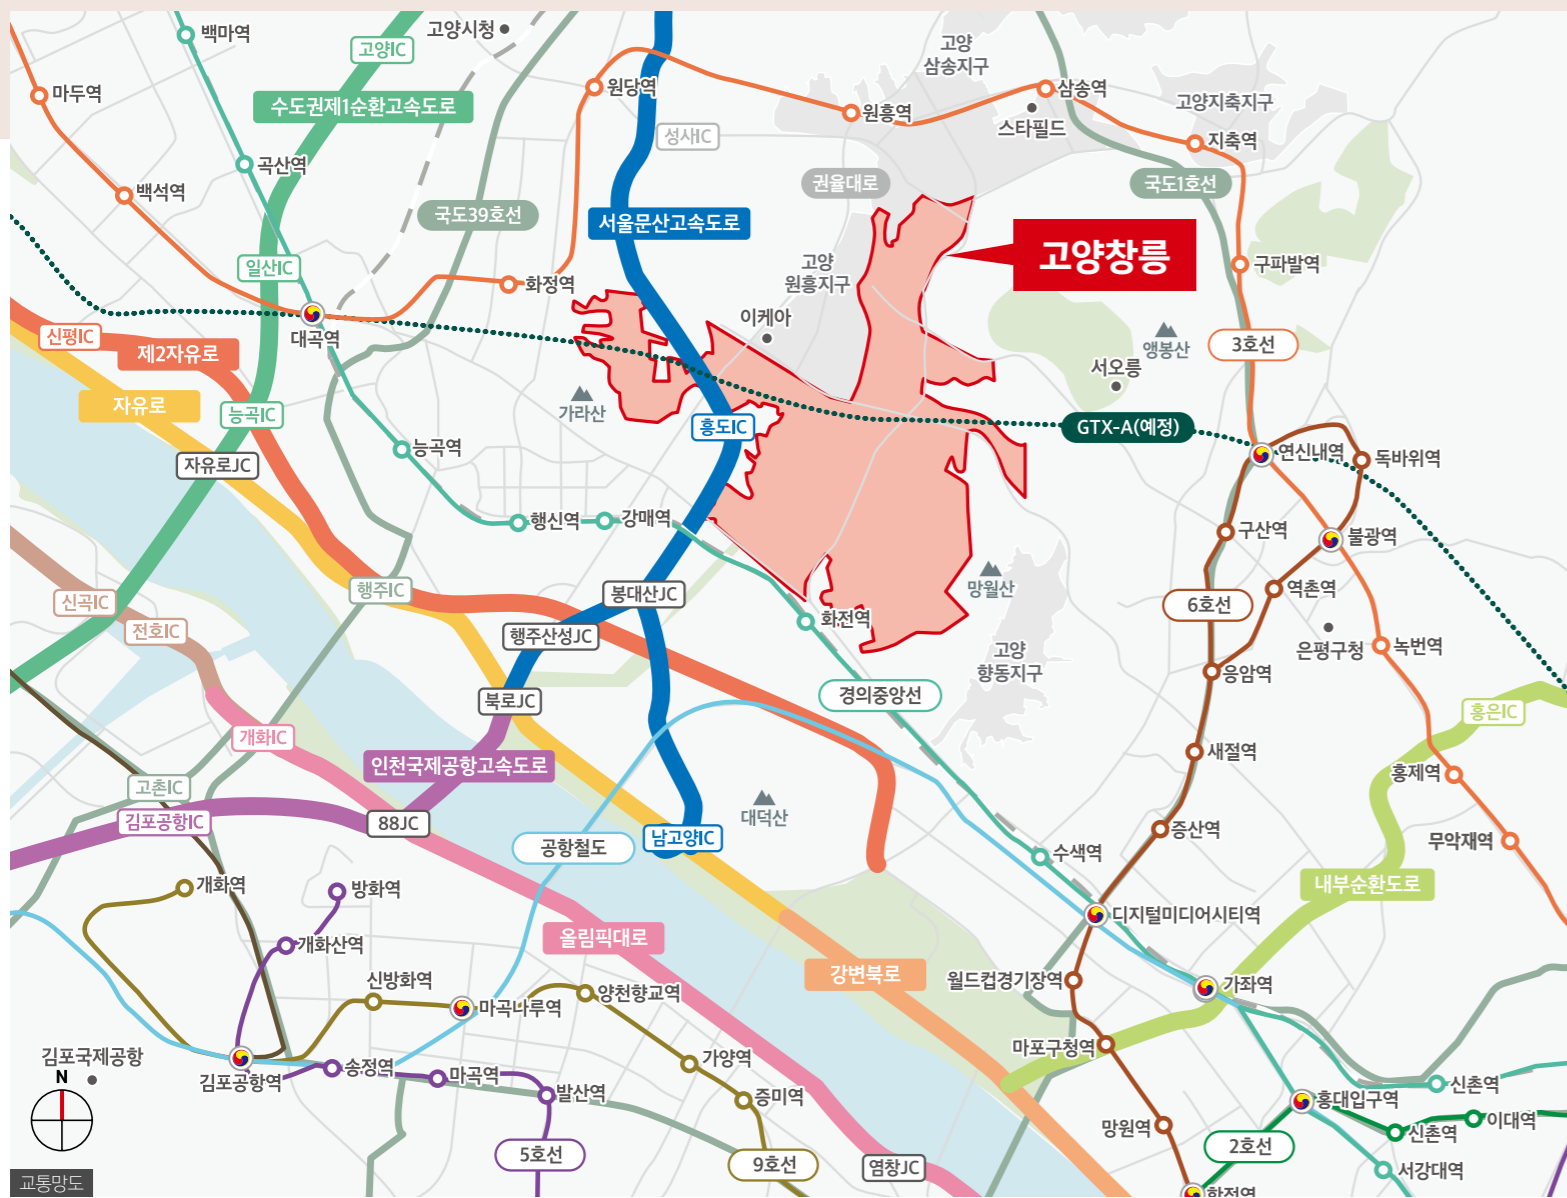 백마역
고양시청
고양IC
고양
삼송지구
마두역
원당역
삼송역
수도권제1순환고속도로
원흥역
스타필드
고양지축지구
성사IC
지축역
곡산역
백석역
권율대로
국도1호선
국도39호선
서울문산고속도로
고양창릉
고양
원흥지구
일산IC
구파발역
화정역
이케아
신평IC
대곡역
제2자유로
앵봉산
3호선
서오릉
자유로
가라산
능곡IC
홍도IC
GTX-A(예정)
능곡역
연신내역
독바위역
자유로JC
행신역
강매역
구산역
불광역
행주IC
봉대산JC
망월산
역촌역
신곡IC
6호선
전호IC
화전역
행주산성JC
고양
향동지구
은평구청
녹번역
응암역
북로JC
경의중앙선
홍은IC
개화IC
새절역
인천국제공항고속도로
홍제역
고촌IC
대덕산
김포공항IC
88JC
증산역
남고양IC
무악재역
공항철도
수색역
개화역
방화역
내부순환도로
디지털미디어시티역
올림픽대로
개화산역
강변북로
신방화역
월드컵경기장역
가좌역
양천향교역
마곡나루역
마포구청역
김포국제공항
가양역
N
송정역
마곡역
김포공항역
신촌역
발산역
증미역
홍대입구역
이대역
망원역
신촌역
2호선
5호선
9호선
염창JC
서강대역
교통망도
합정역